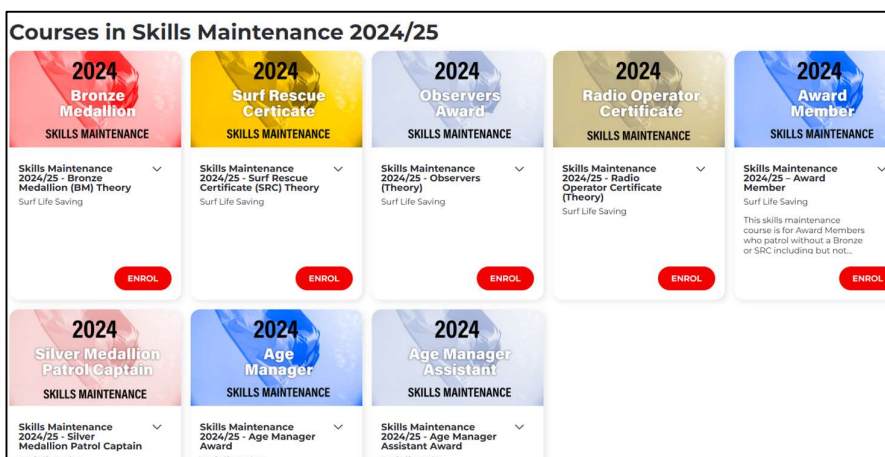 Courses in Skills Maintenance 2024/25
2024
Bronze
Medallion
SKILLS MAINTENANCE
Skills Maintenance
2024/25 - Bronze
Medallion (BM) Theory
Surf Life Saving
ENROL
2024
Surf Rescue
Certicate
SKILLS MAINTENANCE
Skills Maintenance
2024/25 - Surf Rescue
Certificate (SRC) Theory
Surf Life Saving
ENROL
2024
Observers
Award
SKILLS MAINTENANCE
Skills Maintenance
2024/25 - Observers
(Theory)
Surf Life Saving
ENROL
2024
Radio Operator
Certificate
SKILLS MAINTENANCE
Skills Maintenance
2024/25 - Radio
Operator Certificate
(Theory)
Surf Life Saving
ENROL
2024
Award
Member
SKILLS MAINTENANCE
Skills Maintenance
2024/25 – Award
Member
Surf Life Saving
This skills maintenance
course is for Award Members
who patrol without a Bronze
or SRC including but not...
ENROL
2024
Silver Medallion
Patrol Captain
SKILLS MAINTENANCE
Skills Maintenance
2024/25 - Silver
Medallion Patrol Captain
2024
Age
Manager
SKILLS MAINTENANCE
Skills Maintenance
2024/25 - Age Manager
Award
2024
Age Manager
Assistant
SKILLS MAINTENANCE
Skills Maintenance
2024/25 - Age Manager
Assistant Award